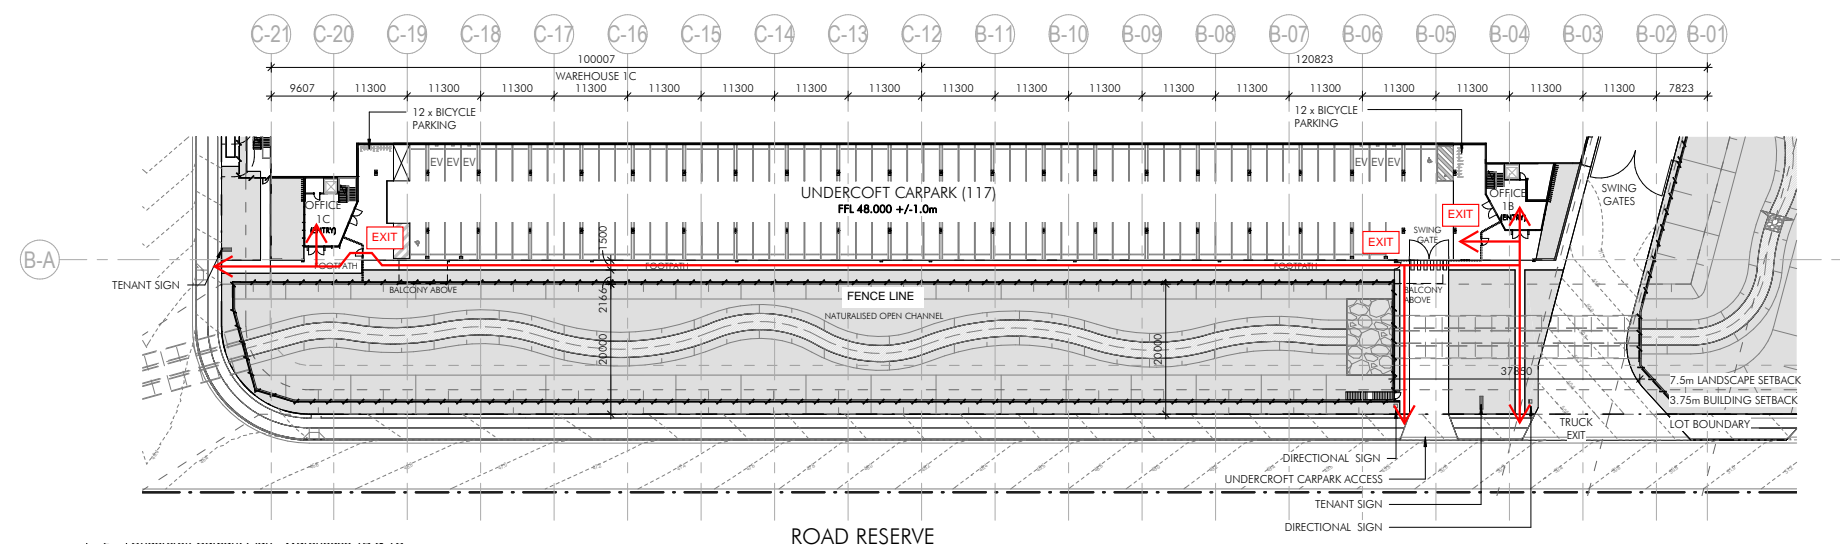 C-21 C-20 C-19 C-18 C-17 C-16 C-15 C-14 C-13 C-12 B-11 B-10 B-09 B-08 B-07 B-06 B-05 B-04 B-03 B-02 B-01
100007 120823
WAREHOUSE 1C
9607 11300 11300 11300 11300 11300 11300 11300 11300 11300 11300 11300 11300 11300 11300 11300 11300 11300 11300 7823
12 x BICYCLE
PARKING
12 x BICYCLE
PARKING
EV EV EV
EV EV EV
UNDERCOFT CARPARK (117)
FFL 48.000 +/-1.0m
OFFICE
1C
(ENTRY)
EXIT
OFFICE
1B
(ENTRY)
EXIT
EXIT
SWING
GATE
SWING
GATES
B-A
1500
FOOTPATH
FOOTPATH
FOOTPATH
TENANT SIGN
BALCONY ABOVE
2166
FENCE LINE
BALCONY
ABOVE
NATURALISED OPEN CHANNEL
20000
20000
37850
7.5m LANDSCAPE SETBACK
3.75m BUILDING SETBACK
TRUCK
EXIT
LOT BOUNDARY
DIRECTIONAL SIGN
UNDERCROFT CARPARK ACCESS
TENANT SIGN
DIRECTIONAL SIGN
ROAD RESERVE